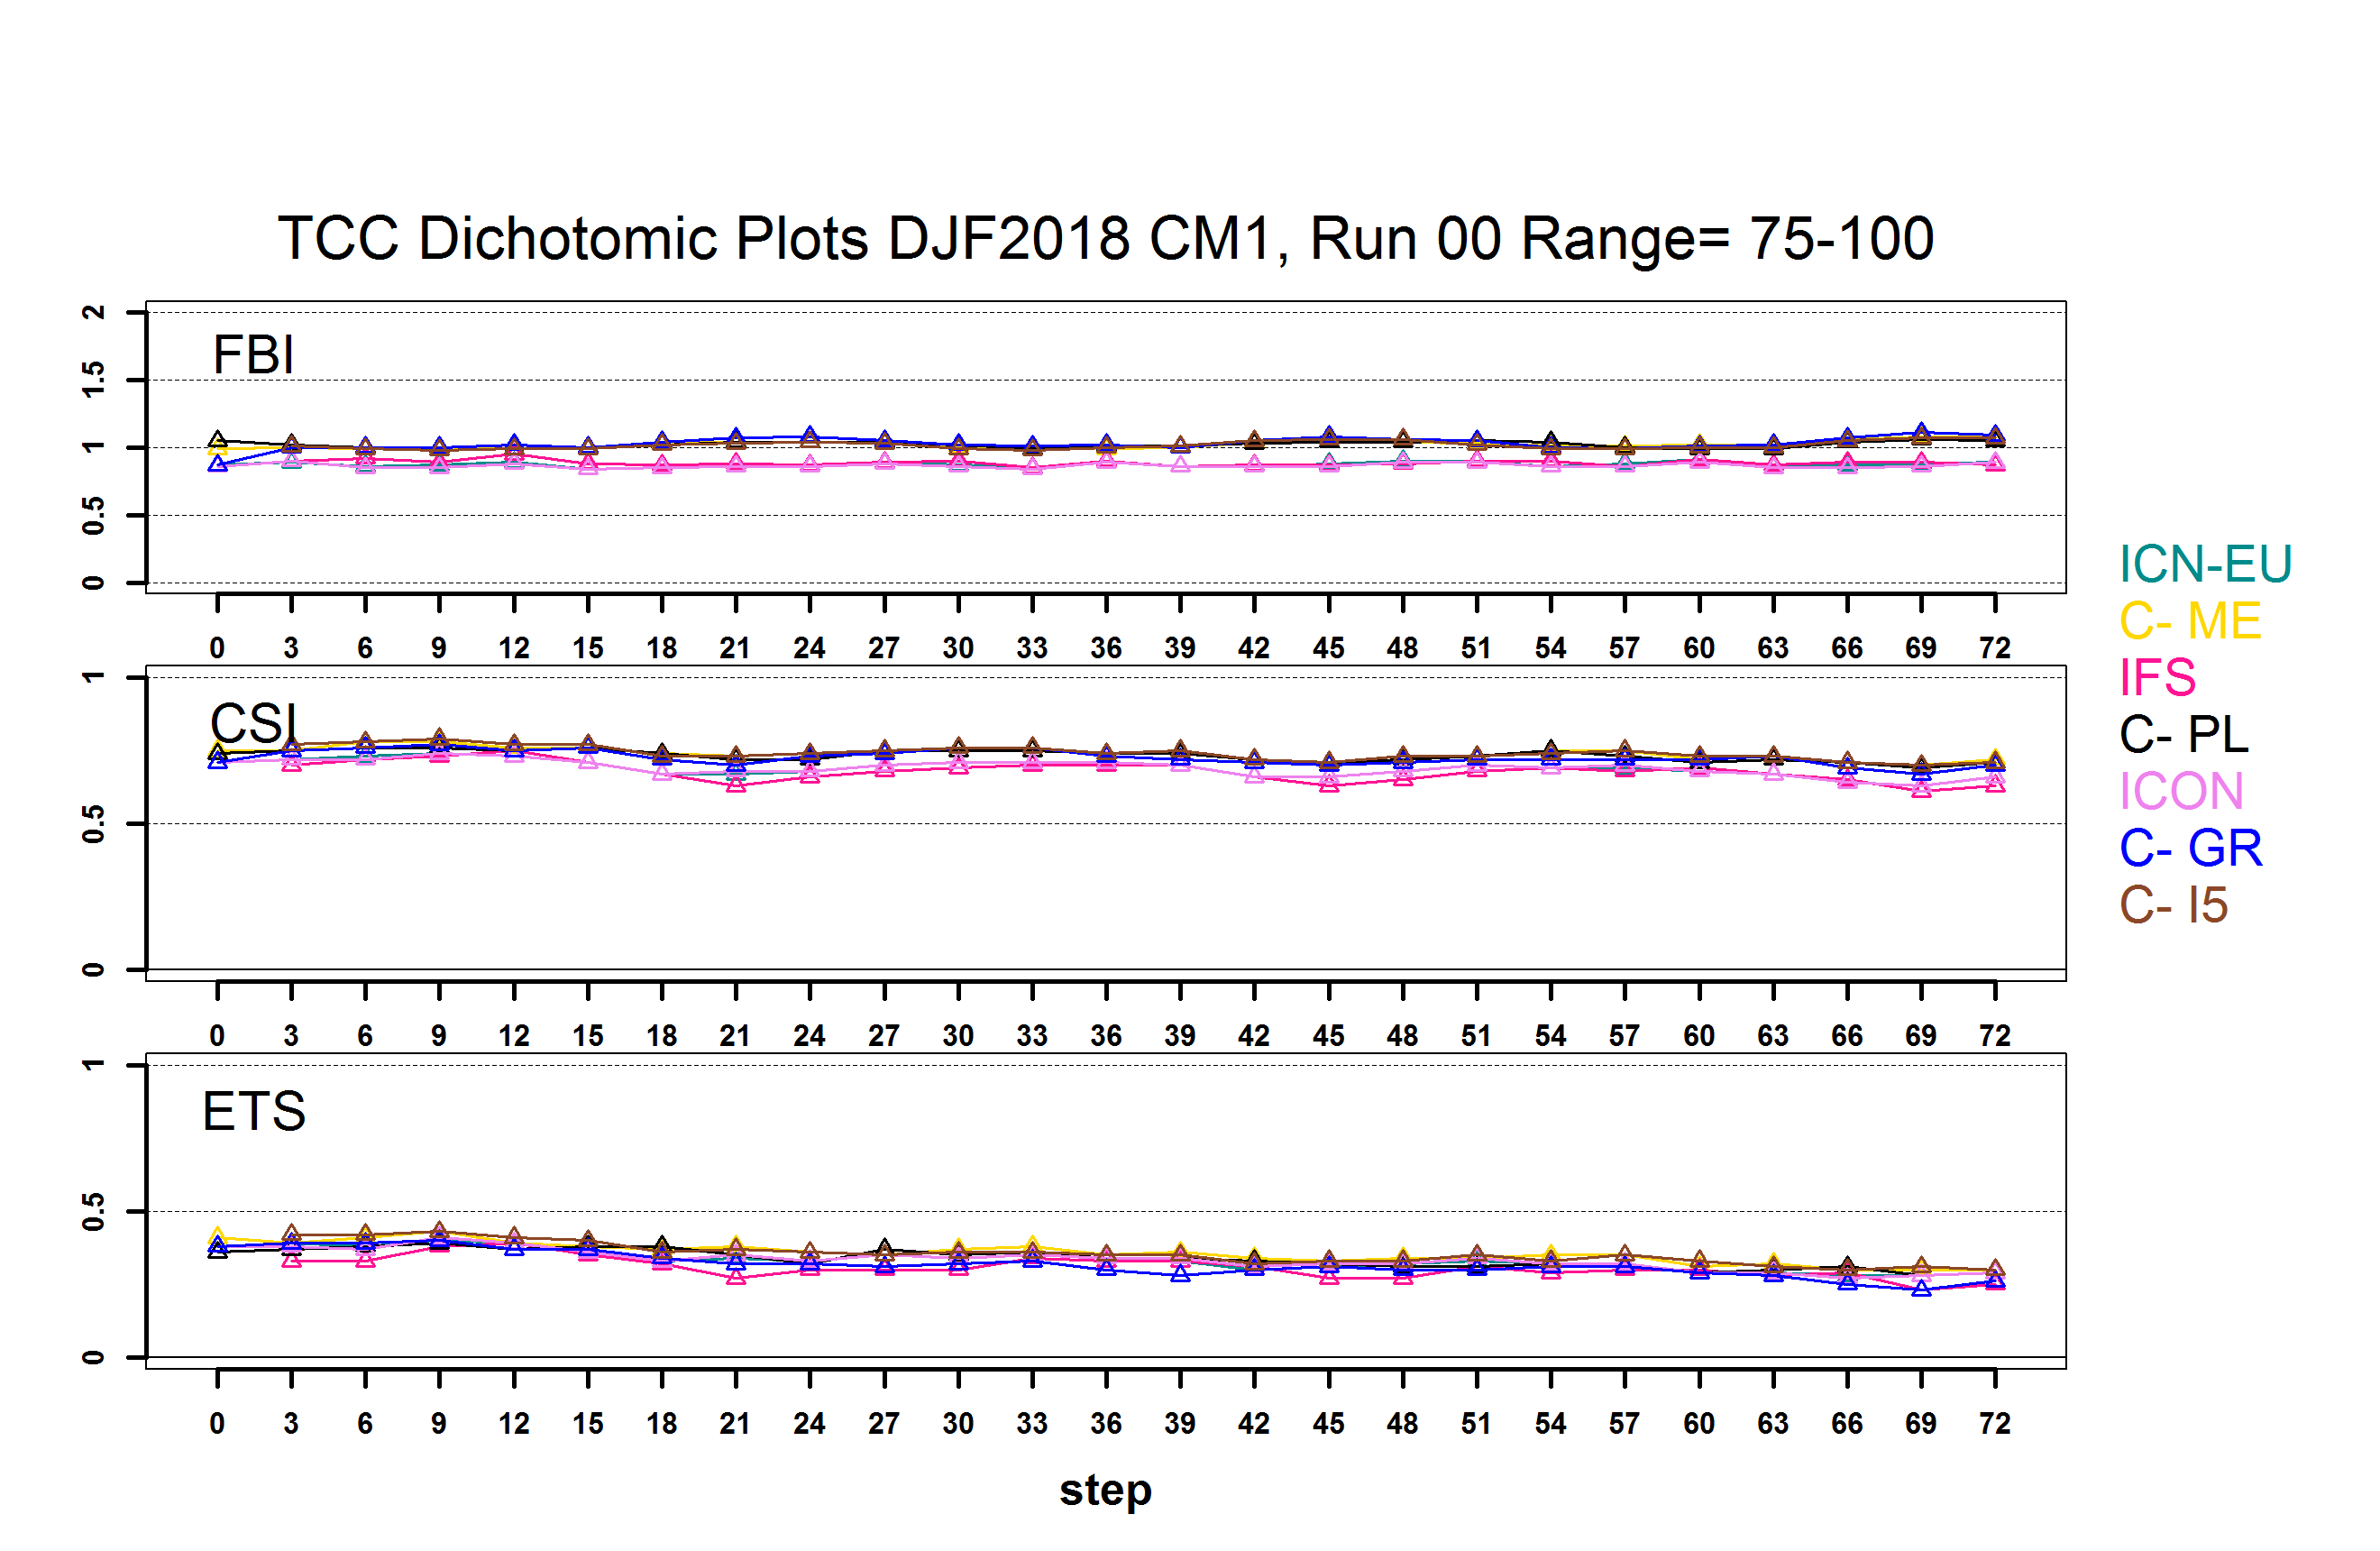 TCC Dichotomic Plots DJF2018 CM1, Run 00 Range= 75-100
FBI
2
1.5
1
0.5
0
0 3 6 9 12 15 18 21 24 27 30 33 36 39 42 45 48 51 54 57 60 63 66 69 72
CSI
1
0.5
0
0 3 6 9 12 15 18 21 24 27 30 33 36 39 42 45 48 51 54 57 60 63 66 69 72
ETS
1
0.5
0
0 3 6 9 12 15 18 21 24 27 30 33 36 39 42 45 48 51 54 57 60 63 66 69 72
step
ICN-EU
C- ME
IFS
C- PL
ICON
C- GR
C- I5